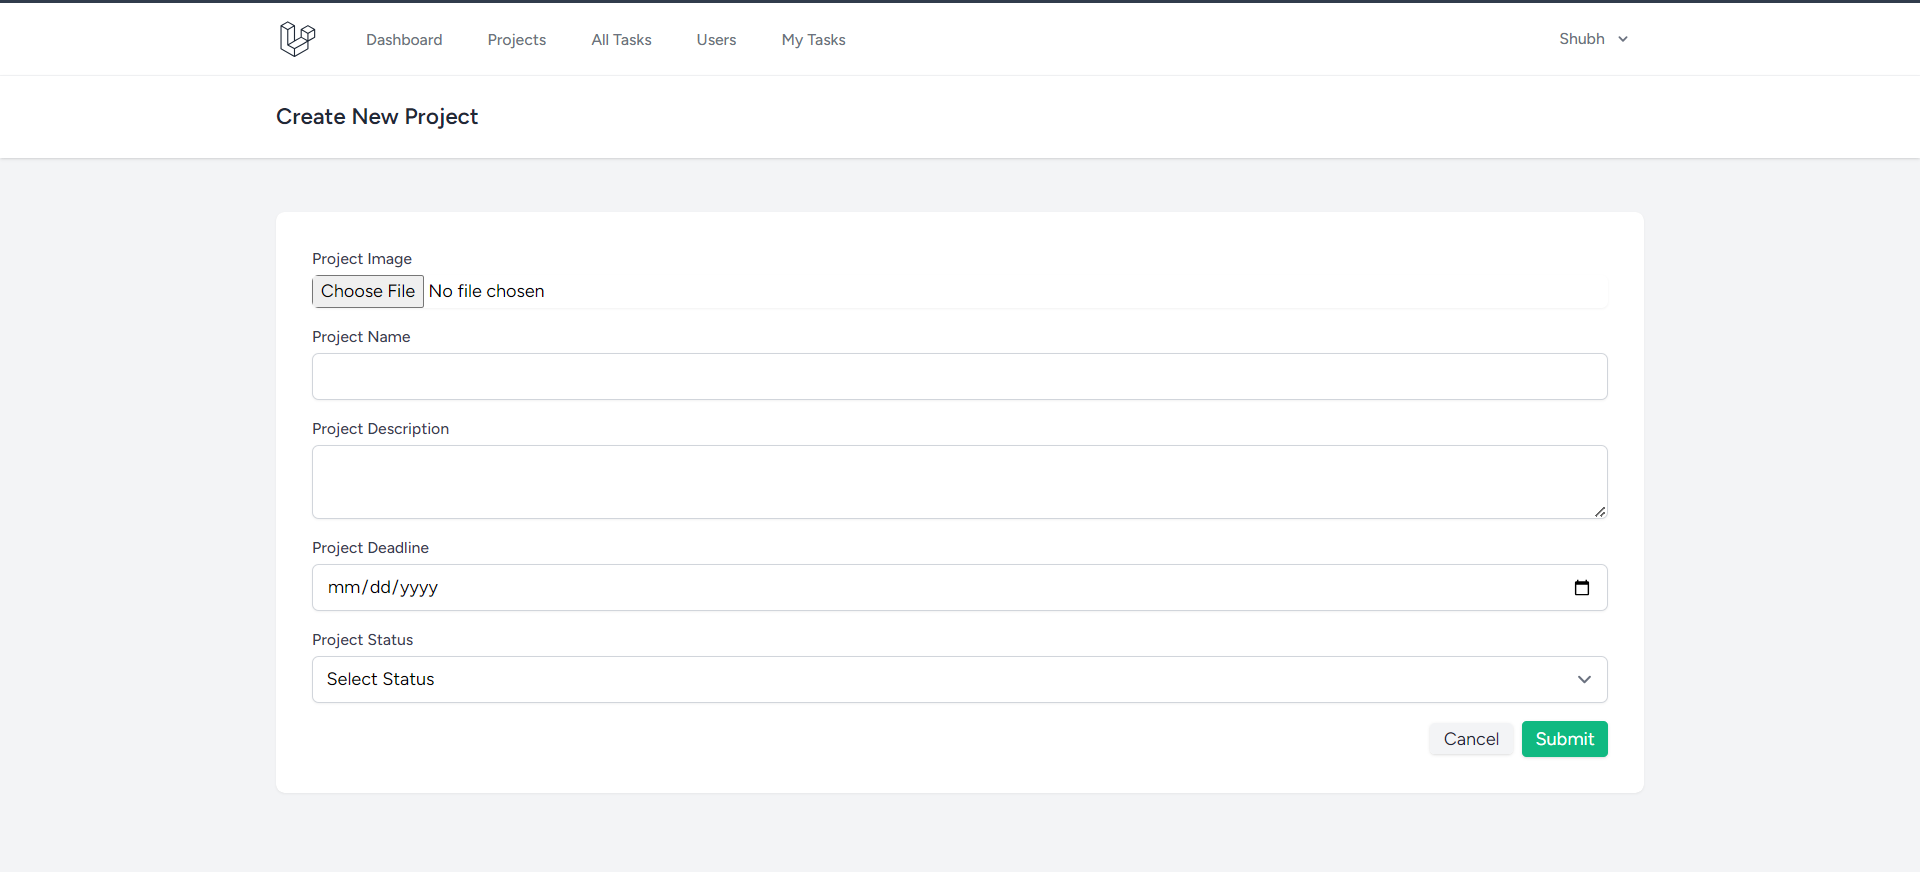 Dashboard Projects All Tasks Users My Tasks Shubh
Create New Project
Project Image
Choose File No file chosen
Project Name
Project Description
Project Deadline
mm/dd/yyyy
Project Status
Select Status
Cancel Submit